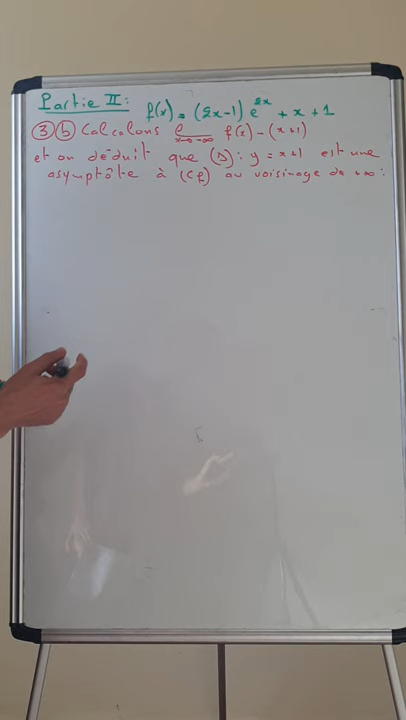 Partie II: f(x) = (2x-1) e^{2x} + x + 1
③ ⓑ Calculons l_{x→-∞} f(x) - (x+1)
et on déduit que (D): y = x+1 est une
asymptôte à (Cf) au voisinage de +∞: